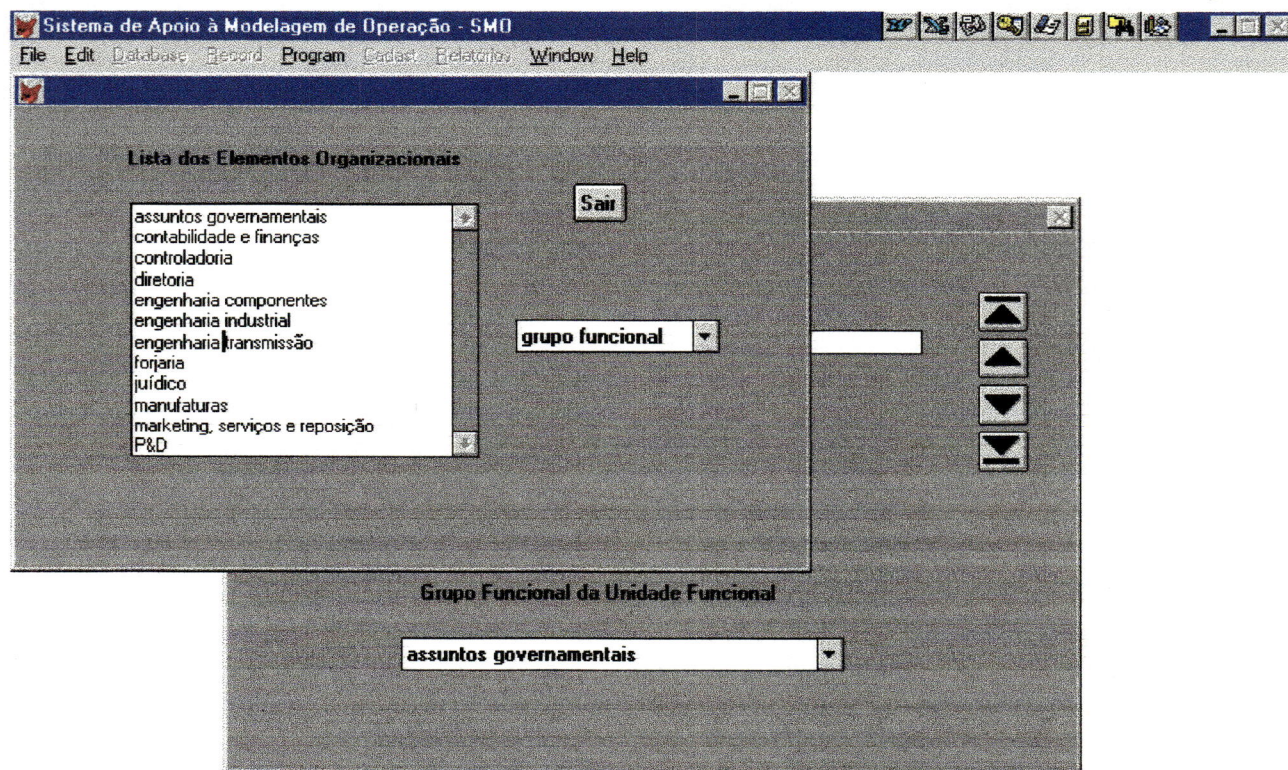 Sistema de Apoio à Modelagem de Operação - SMO
File Edit Database Record Program Cadast Relatórios Window Help
Lista dos Elementos Organizacionais
Sair
assuntos governamentais
contabilidade e finanças
controladoria
diretoria
engenharia componentes
engenharia industrial
engenharia transmissão
forjaria
jurídico
manufaturas
marketing, serviços e reposição
P&D
grupo funcional
Grupo Funcional da Unidade Funcional
assuntos governamentais